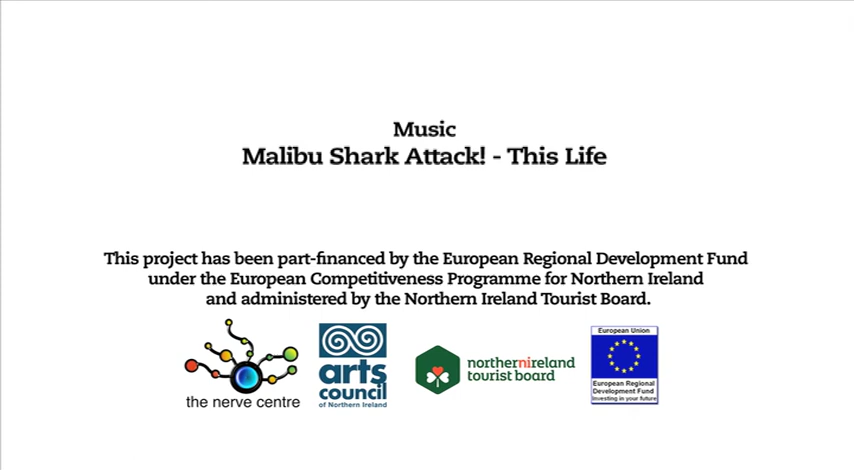 Music
Malibu Shark Attack! - This Life
This project has been part-financed by the European Regional Development Fund
under the European Competitiveness Programme for Northern Ireland
and administered by the Northern Ireland Tourist Board.
the nerve centre
arts
council
of Northern Ireland
northernireland
tourist board
European Union
European Regional
Development Fund
Investing in your future